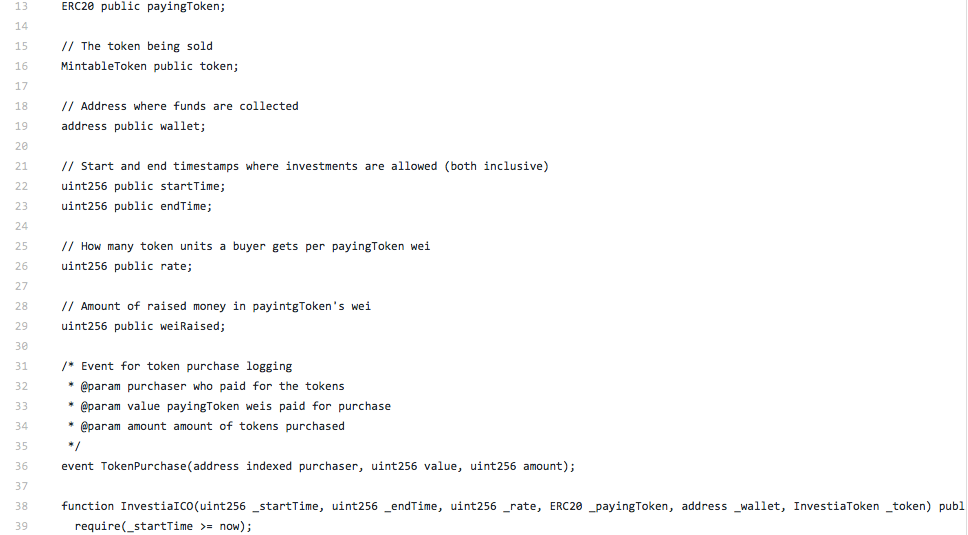 13 ERC20 public payingToken;
14
15 // The token being sold
16 MintableToken public token;
17
18 // Address where funds are collected
19 address public wallet;
20
21 // Start and end timestamps where investments are allowed (both inclusive)
22 uint256 public startTime;
23 uint256 public endTime;
24
25 // How many token units a buyer gets per payingToken wei
26 uint256 public rate;
27
28 // Amount of raised money in payintgToken's wei
29 uint256 public weiRaised;
30
31 /* Event for token purchase logging
32 * @param purchaser who paid for the tokens
33 * @param value payingToken weis paid for purchase
34 * @param amount amount of tokens purchased
35 */
36 event TokenPurchase(address indexed purchaser, uint256 value, uint256 amount);
37
38 function InvestiaICO(uint256 _startTime, uint256 _endTime, uint256 _rate, ERC20 _payingToken, address _wallet, InvestiaToken _token) publ
39 require(_startTime >= now);